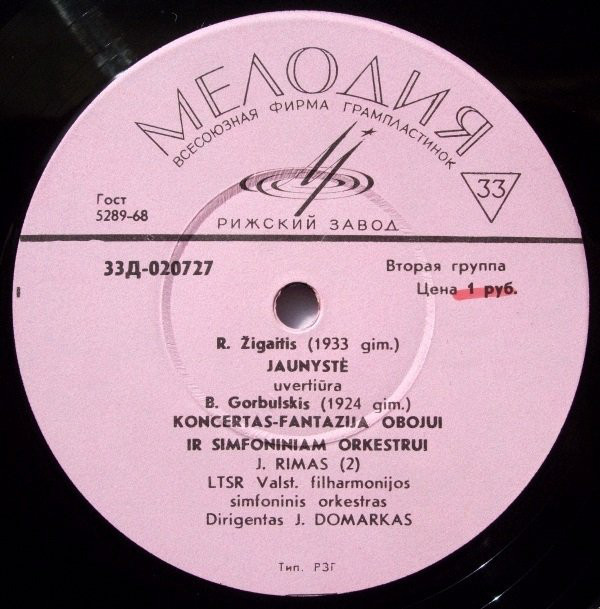 МЕЛОДИЯ
ВСЕСОЮЗНАЯ ФИРМА ГРАМПЛАСТИНОК
33
Гост
5289-68
РИЖСКИЙ ЗАВОД
33Д-020727
Вторая группа
Цена 1 руб.
R. Žigaitis (1933 gim.)
JAUNYSTĖ
uvertiūra
B. Gorbulskis (1924 gim.)
KONCERTAS-FANTAZIJA OBOJUI
IR SIMFONINIAM ORKESTRUI
J. RIMAS (2)
LTSR Valst. filharmonijos
simfoninis orkestras
Dirigentas J. DOMARKAS
Тип. РЗГ